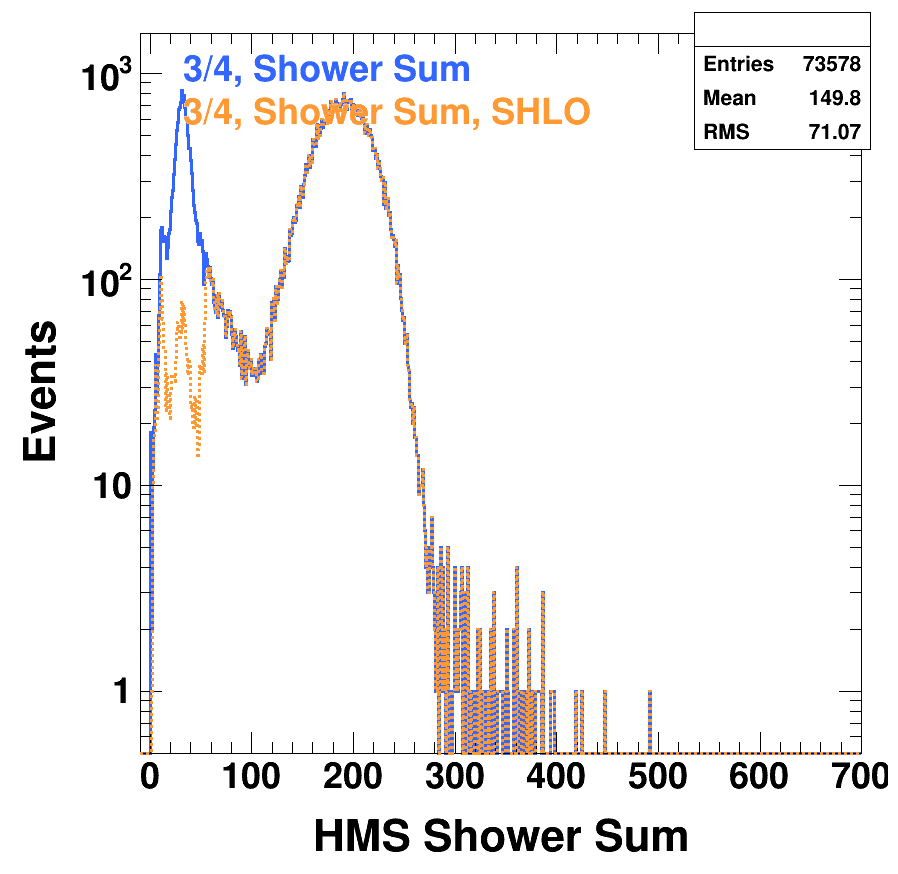 3/4, Shower Sum
3/4, Shower Sum, SHLO
Entries 73578
Mean 149.8
RMS 71.07
10³
10²
10
1
Events
0 100 200 300 400 500 600 700
HMS Shower Sum